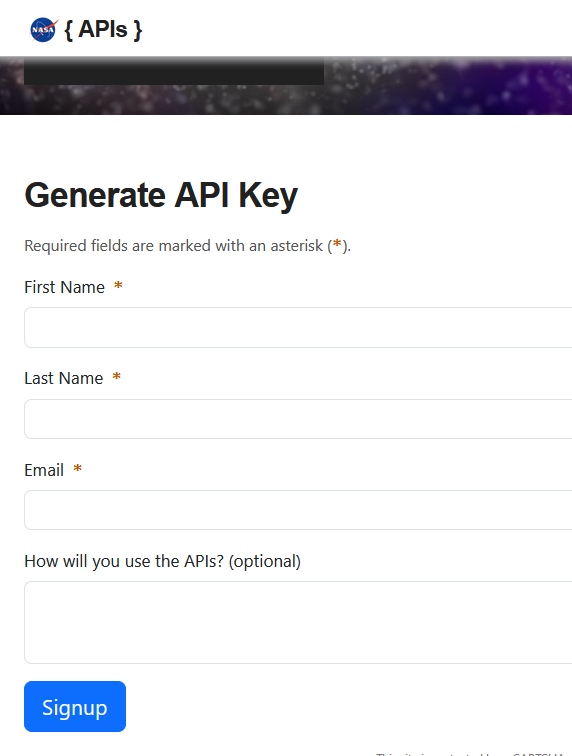 NASA { APIs }
Generate API Key
Required fields are marked with an asterisk (*).
First Name *
Last Name *
Email *
How will you use the APIs? (optional)
Signup